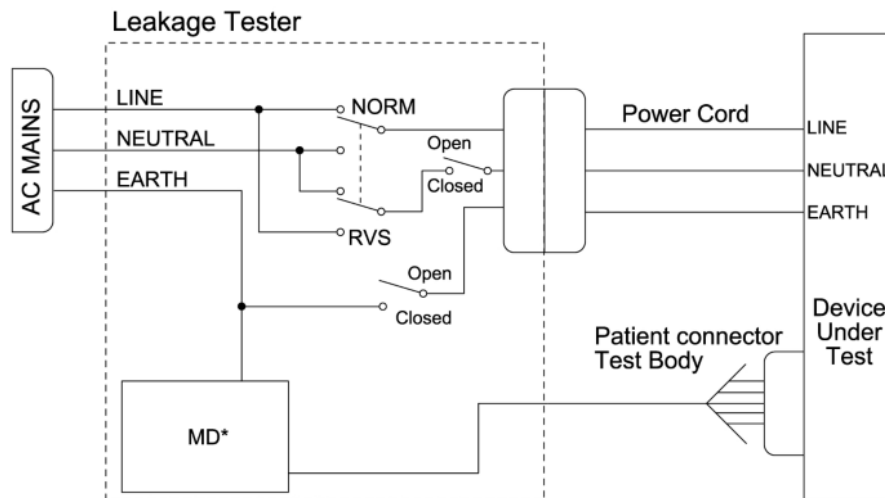 Leakage Tester
AC MAINS
LINE
NEUTRAL
EARTH
NORM
Open
Closed
RVS
Open
Closed
MD*
Power Cord
LINE
NEUTRAL
EARTH
Patient connector
Test Body
Device
Under
Test